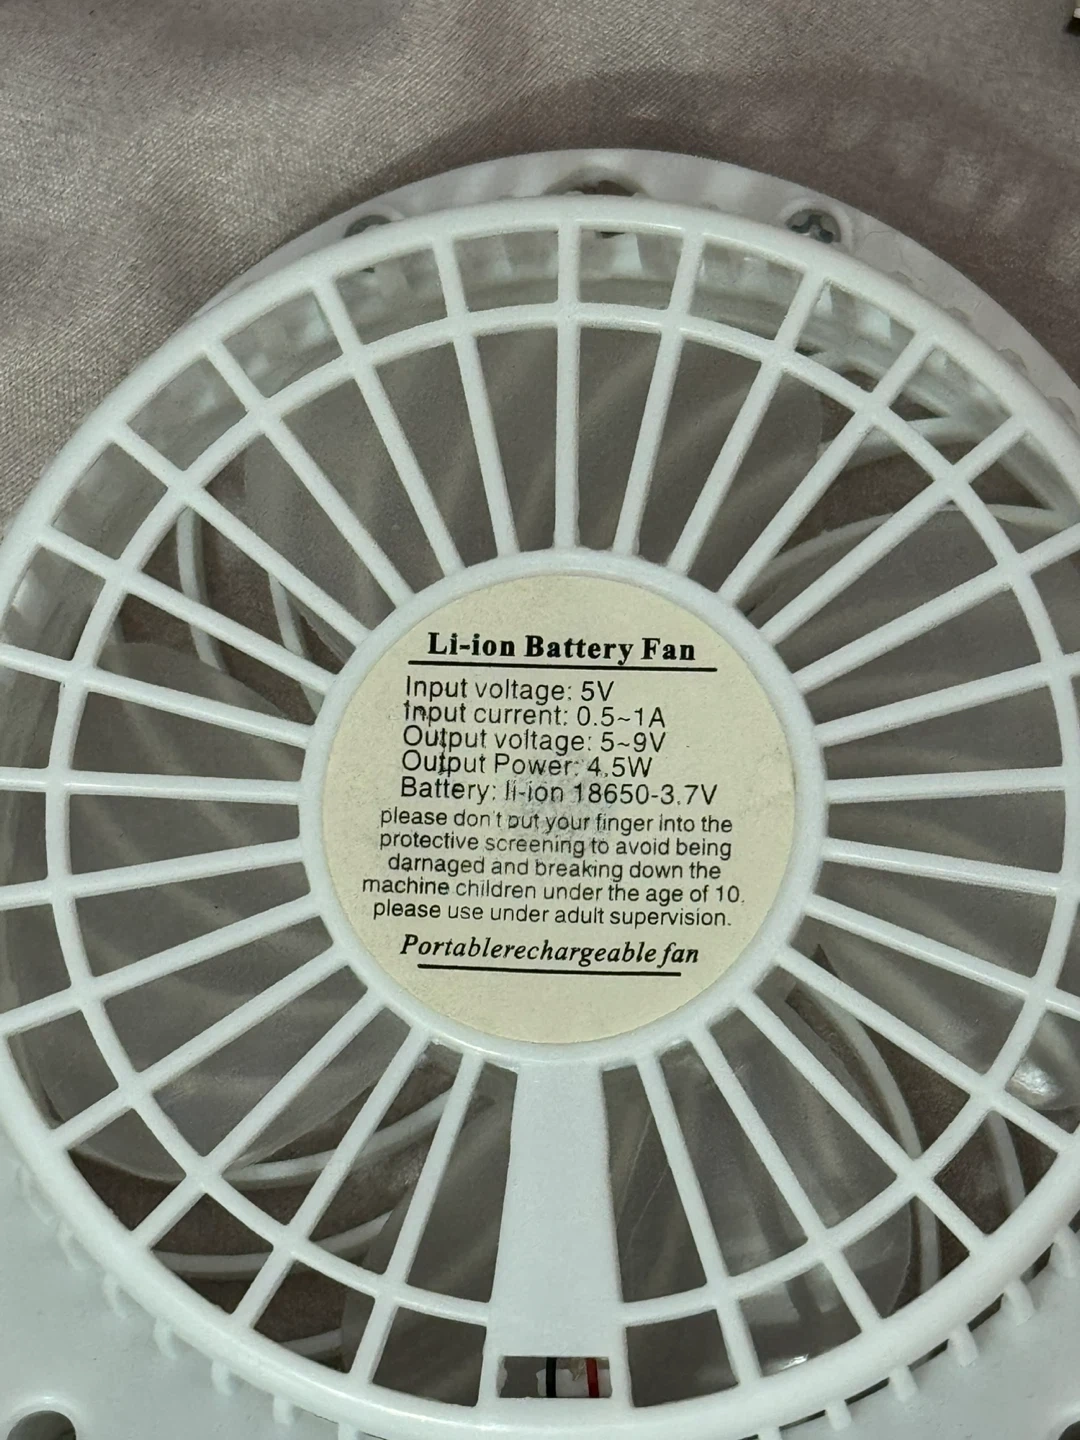 Li-ion Battery Fan
Input voltage: 5V
Input current: 0.5~1A
Output voltage: 5~9V
Output Power: 4.5W
Battery: li-ion 18650-3.7V
please don't put your finger into the
protective screening to avoid being
darnaged and breaking down the
machine children under the age of 10.
please use under adult supervision.
Portablerechargeable fan